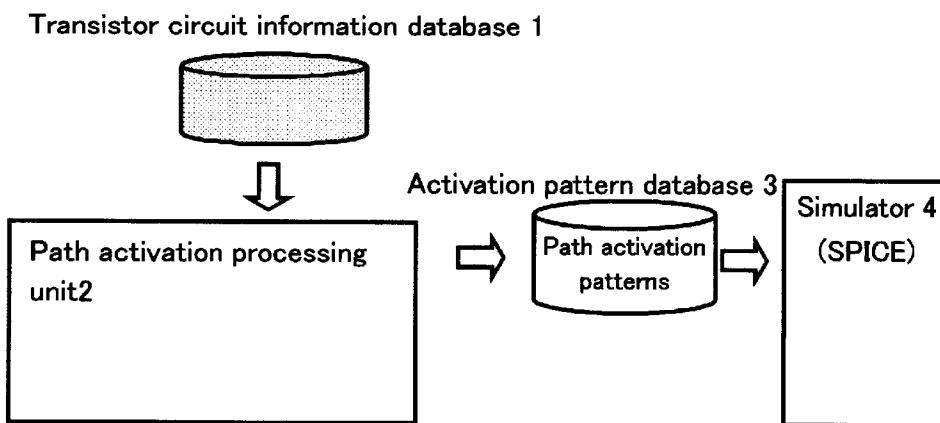 Transistor circuit information database 1
Activation pattern database 3
Path activation processing
unit2
Path activation
patterns
Simulator 4
(SPICE)